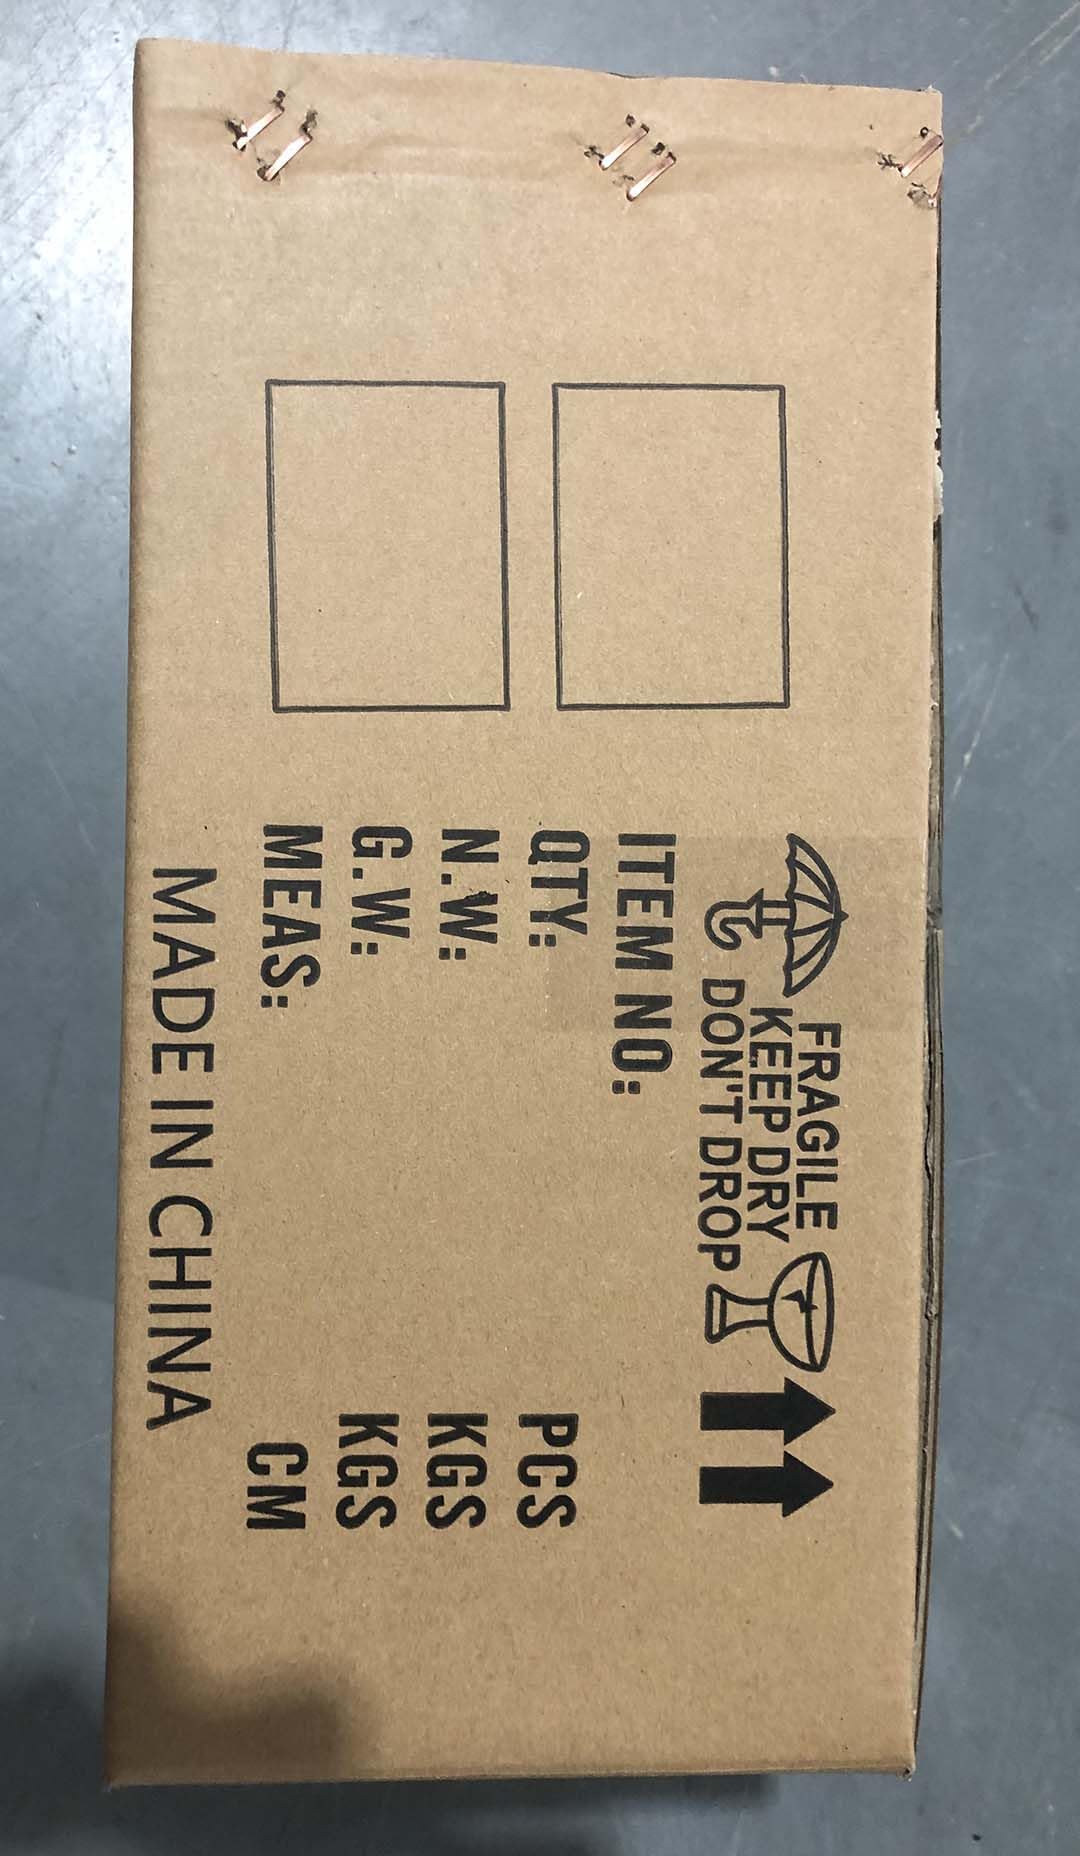 FRAGILE
KEEP DRY
DON'T DROP
ITEM NO:
QTY: PCS
N.W: KGS
G.W: KGS
MEAS: CM
MADE IN CHINA